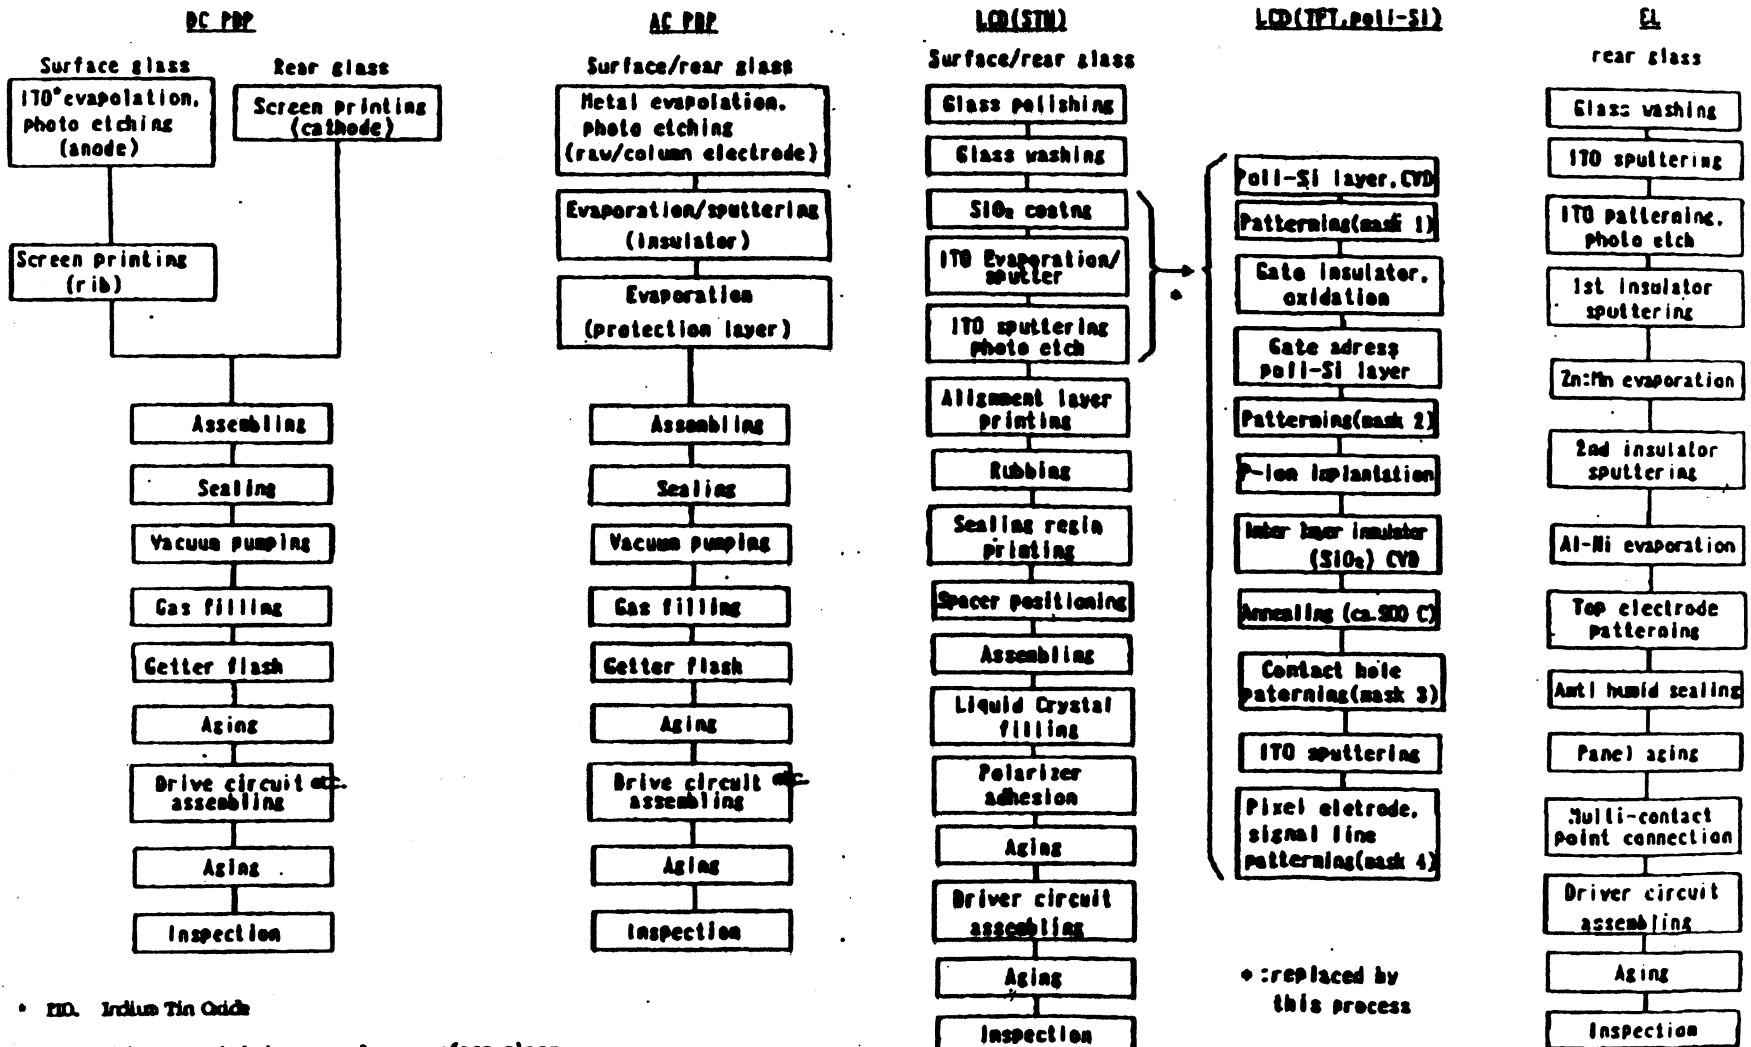 DC PDP
Surface glass
Rear glass
ITO* evapolation,
photo etching
(anode)
Screen printing
(cathode)
Screen printing
(rib)
Assembling
Sealing
Vacuum pumping
Gas filling
Getter flash
Aging
Drive circuit etc.
assembling
Aging
Inspection
AC PDP
Surface/rear glass
Metal evapolation,
photo etching
(raw/column electrode)
Evaporation/sputtering
(insulator)
Evaporation
(protection layer)
Assembling
Sealing
Vacuum pumping
Gas filling
Getter flash
Aging
Drive circuit etc.
assembling
Aging
Inspection
LCD(STN)
Surface/rear glass
Glass polishing
Glass washing
SiO₂ coatng
ITO Evaporation/
sputter
ITO sputtering
photo etch
Alignment layer
printing
Rubbing
Sealing regin
printing
Spacer positioning
Assembling
Liquid Crystal
filling
Polarizer
adhesion
Aging
Driver circuit
assembling
Aging
Inspection
*
LCD(TFT,poli-Si)
Poli-Si layer, CVD
Patterning(mask 1)
Gate insulator,
oxidation
Gate adress
poli-Si layer
Patterning(mask 2)
P-ion implantation
Inter layer insulator
(SiO₂) CVD
Annealing (ca.900 C)
Contact hole
paterning(mask 3)
ITO sputtering
Pixel eletrode,
signal line
patterning(mask 4)
* :replaced by
this process
EL
rear glass
Glass washing
ITO sputtering
ITO patterning,
photo etch
1st insulator
sputtering
Zn:Mn evaporation
2nd insulator
sputtering
Al-Ni evaporation
Top electrode
patterning
Anti humid sealing
Panel aging
Multi-contact
point connection
Driver circuit
assembling
Aging
Inspection
* ITO. Indium Tin Oxide